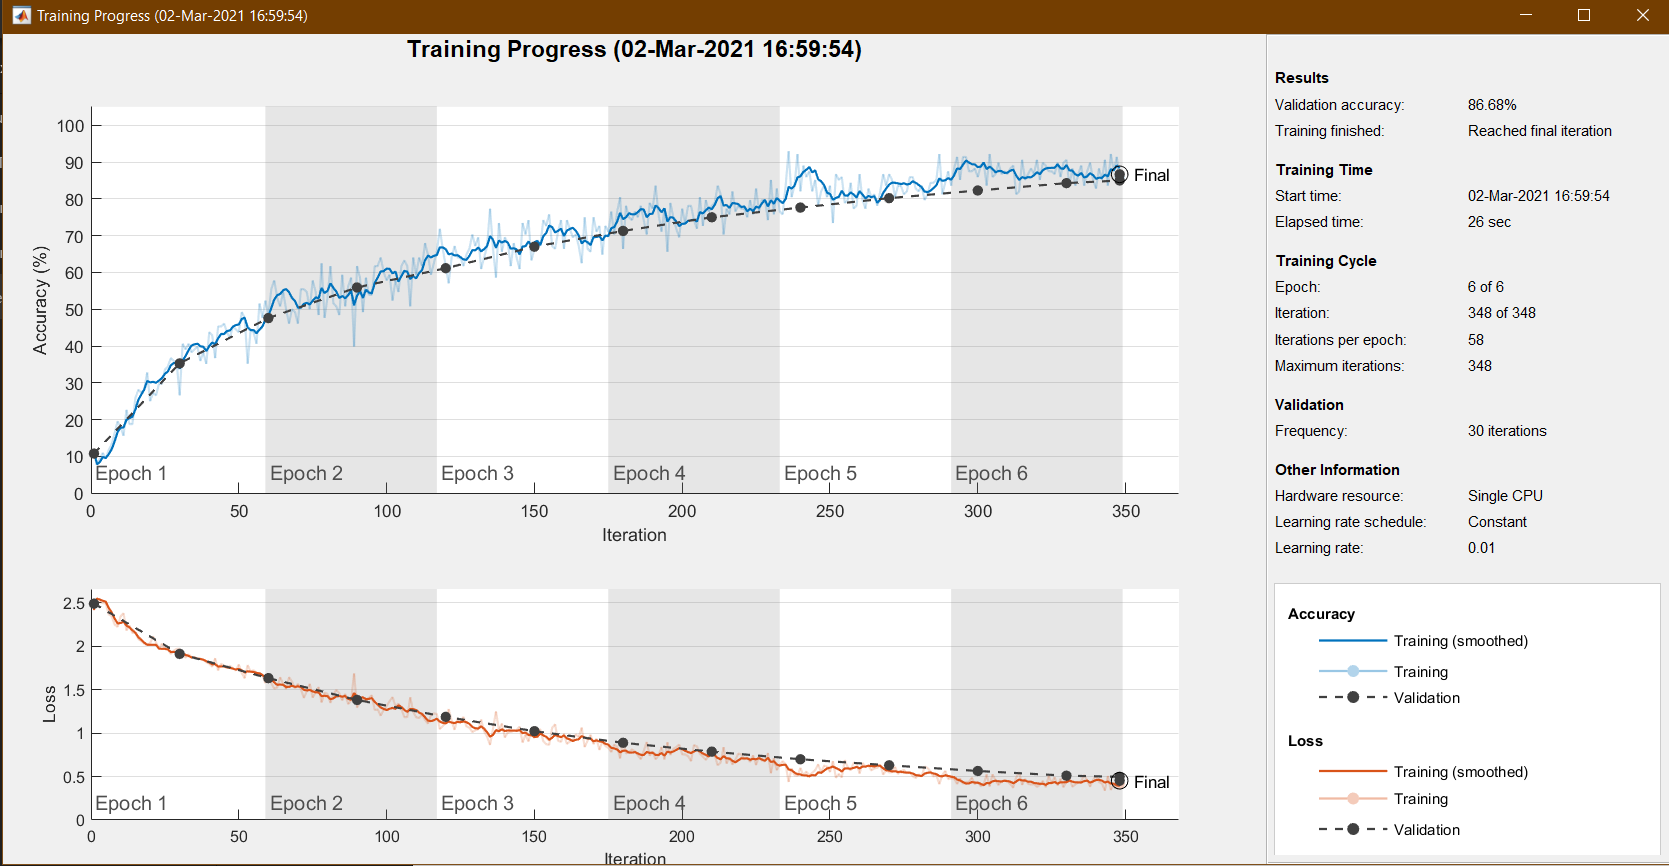 Training Progress (02-Mar-2021 16:59:54)
Training Progress (02-Mar-2021 16:59:54)
Accuracy (%)
100
90
80
70
60
50
40
30
20
10
0
Final
Epoch 1
Epoch 2
Epoch 3
Epoch 4
Epoch 5
Epoch 6
0 50 100 150 200 250 300 350
Iteration
Loss
2.5
2
1.5
1
0.5
0
Final
Epoch 1
Epoch 2
Epoch 3
Epoch 4
Epoch 5
Epoch 6
0 50 100 150 200 250 300 350
Iteration
Results
Validation accuracy: 86.68%
Training finished: Reached final iteration
Training Time
Start time: 02-Mar-2021 16:59:54
Elapsed time: 26 sec
Training Cycle
Epoch: 6 of 6
Iteration: 348 of 348
Iterations per epoch: 58
Maximum iterations: 348
Validation
Frequency: 30 iterations
Other Information
Hardware resource: Single CPU
Learning rate schedule: Constant
Learning rate: 0.01
Accuracy
Training (smoothed)
Training
Validation
Loss
Training (smoothed)
Training
Validation